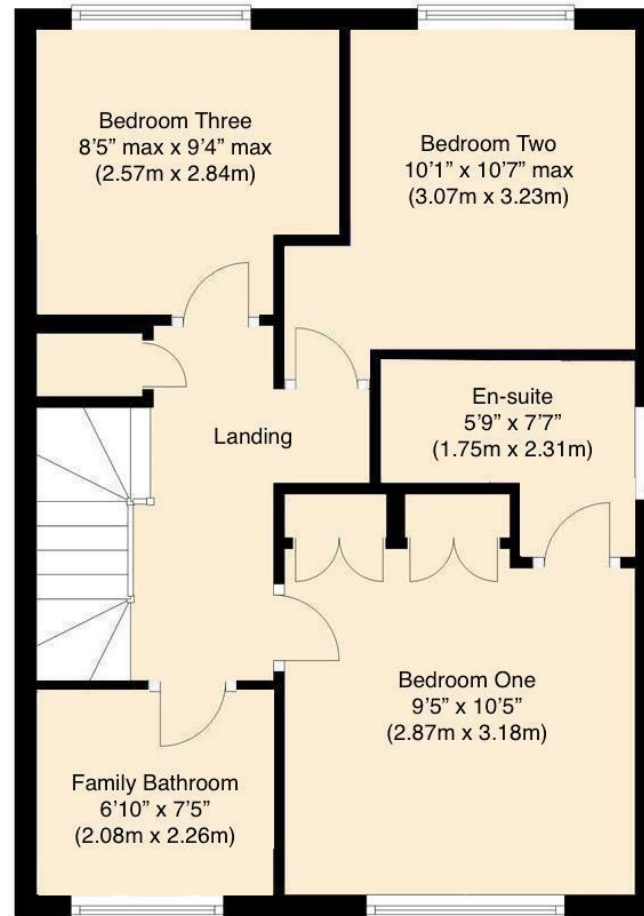 Bedroom Three
8’5” max x 9’4” max
(2.57m x 2.84m)
Bedroom Two
10’1” x 10’7” max
(3.07m x 3.23m)
En-suite
5’9” x 7’7”
(1.75m x 2.31m)
Landing
Bedroom One
9’5” x 10’5”
(2.87m x 3.18m)
Family Bathroom
6’10” x 7’5”
(2.08m x 2.26m)